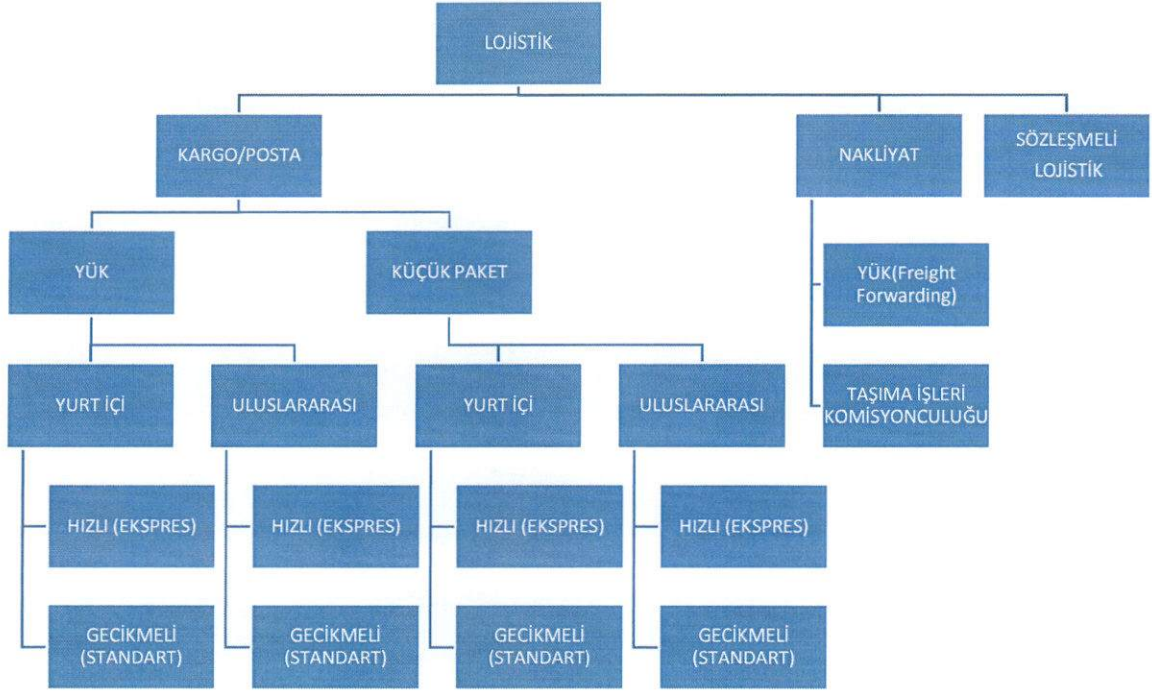 LOJİSTİK
KARGO/POSTA
NAKLİYAT
SÖZLEŞMELİ
LOJİSTİK
YÜK
KÜÇÜK PAKET
YÜK(Freight
Forwarding)
YURT İÇİ
ULUSLARARASI
YURT İÇİ
ULUSLARARASI
TAŞIMA İŞLERİ
KOMİSYONCULUĞU
HIZLI (EKSPRES)
HIZLI (EKSPRES)
HIZLI (EKSPRES)
HIZLI (EKSPRES)
GECİKMELİ
(STANDART)
GECİKMELİ
(STANDART)
GECİKMELİ
(STANDART)
GECİKMELİ
(STANDART)